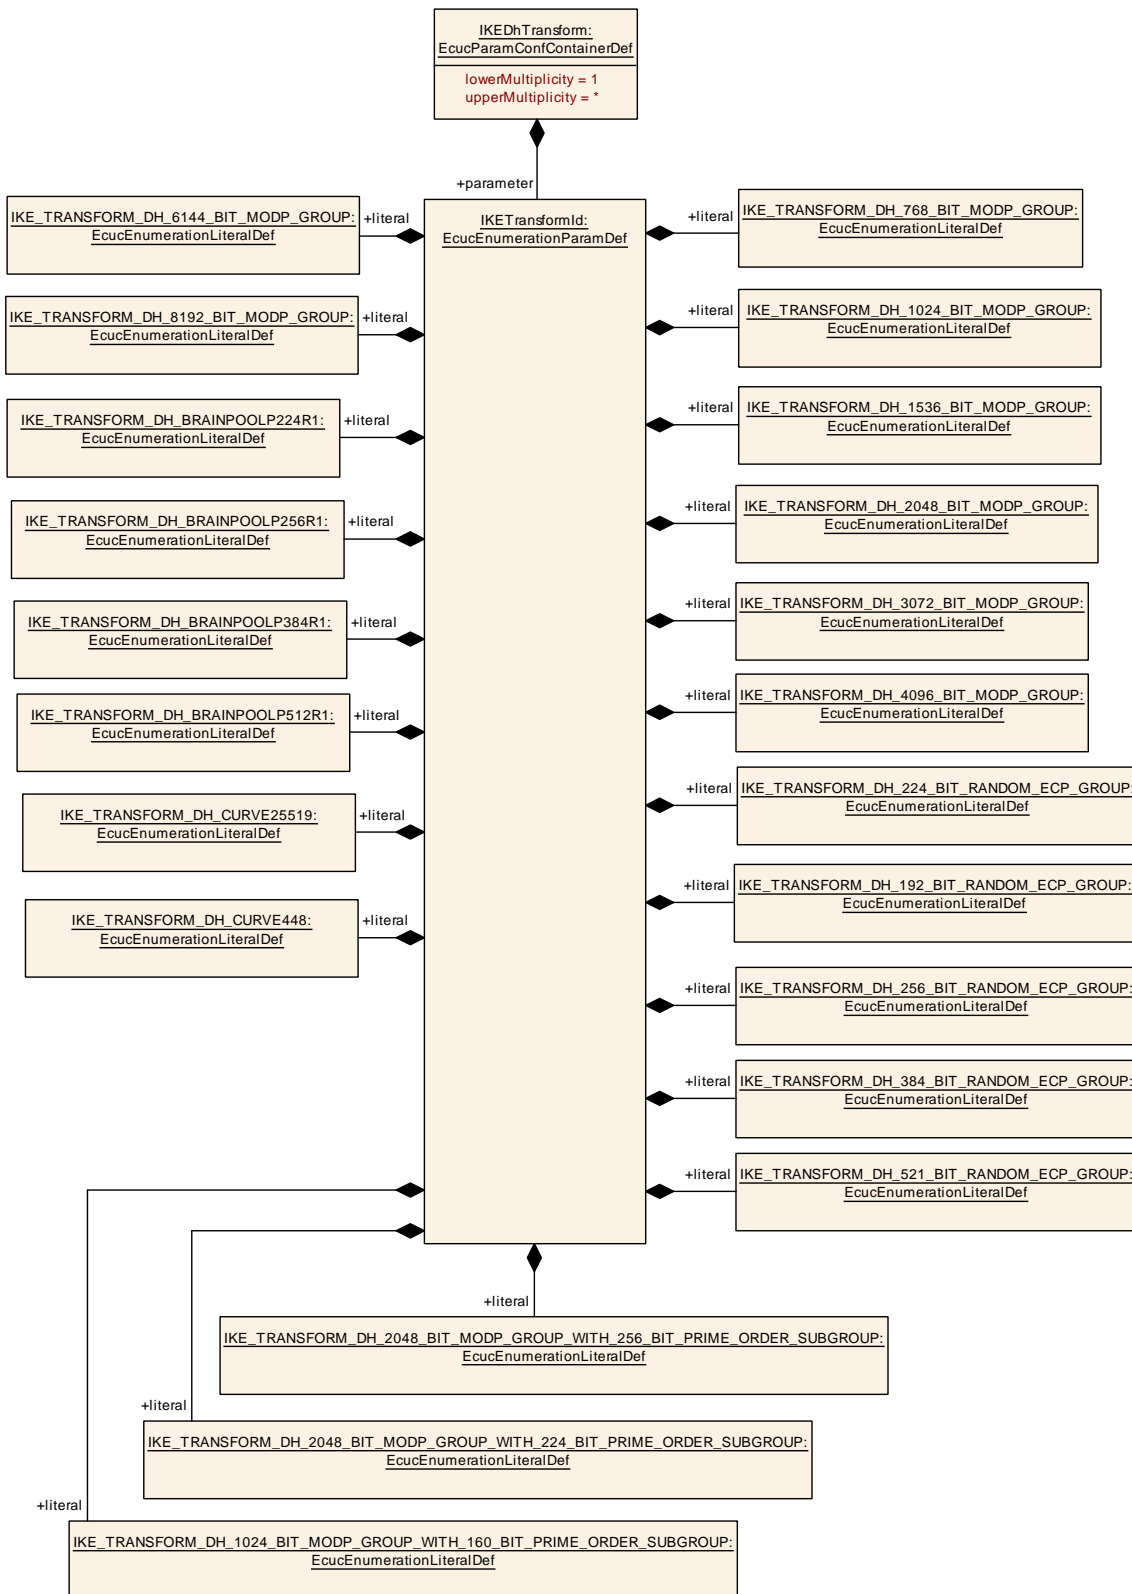 IKEDhTransform:
EcucParamConfContainerDef
lowerMultiplicity = 1
upperMultiplicity = *
+parameter
IKETransformId:
EcucEnumerationParamDef
IKE_TRANSFORM_DH_6144_BIT_MODP_GROUP:
EcucEnumerationLiteralDef
+literal
IKE_TRANSFORM_DH_8192_BIT_MODP_GROUP:
EcucEnumerationLiteralDef
+literal
IKE_TRANSFORM_DH_BRAINPOOLP224R1:
EcucEnumerationLiteralDef
+literal
IKE_TRANSFORM_DH_BRAINPOOLP256R1:
EcucEnumerationLiteralDef
+literal
IKE_TRANSFORM_DH_BRAINPOOLP384R1:
EcucEnumerationLiteralDef
+literal
IKE_TRANSFORM_DH_BRAINPOOLP512R1:
EcucEnumerationLiteralDef
+literal
IKE_TRANSFORM_DH_CURVE25519:
EcucEnumerationLiteralDef
+literal
IKE_TRANSFORM_DH_CURVE448:
EcucEnumerationLiteralDef
+literal
+literal
IKE_TRANSFORM_DH_768_BIT_MODP_GROUP:
EcucEnumerationLiteralDef
+literal
IKE_TRANSFORM_DH_1024_BIT_MODP_GROUP:
EcucEnumerationLiteralDef
+literal
IKE_TRANSFORM_DH_1536_BIT_MODP_GROUP:
EcucEnumerationLiteralDef
+literal
IKE_TRANSFORM_DH_2048_BIT_MODP_GROUP:
EcucEnumerationLiteralDef
+literal
IKE_TRANSFORM_DH_3072_BIT_MODP_GROUP:
EcucEnumerationLiteralDef
+literal
IKE_TRANSFORM_DH_4096_BIT_MODP_GROUP:
EcucEnumerationLiteralDef
+literal
IKE_TRANSFORM_DH_224_BIT_RANDOM_ECP_GROUP:
EcucEnumerationLiteralDef
+literal
IKE_TRANSFORM_DH_192_BIT_RANDOM_ECP_GROUP:
EcucEnumerationLiteralDef
+literal
IKE_TRANSFORM_DH_256_BIT_RANDOM_ECP_GROUP:
EcucEnumerationLiteralDef
+literal
IKE_TRANSFORM_DH_384_BIT_RANDOM_ECP_GROUP:
EcucEnumerationLiteralDef
+literal
IKE_TRANSFORM_DH_521_BIT_RANDOM_ECP_GROUP:
EcucEnumerationLiteralDef
+literal
IKE_TRANSFORM_DH_2048_BIT_MODP_GROUP_WITH_256_BIT_PRIME_ORDER_SUBGROUP:
EcucEnumerationLiteralDef
+literal
IKE_TRANSFORM_DH_2048_BIT_MODP_GROUP_WITH_224_BIT_PRIME_ORDER_SUBGROUP:
EcucEnumerationLiteralDef
+literal
IKE_TRANSFORM_DH_1024_BIT_MODP_GROUP_WITH_160_BIT_PRIME_ORDER_SUBGROUP:
EcucEnumerationLiteralDef